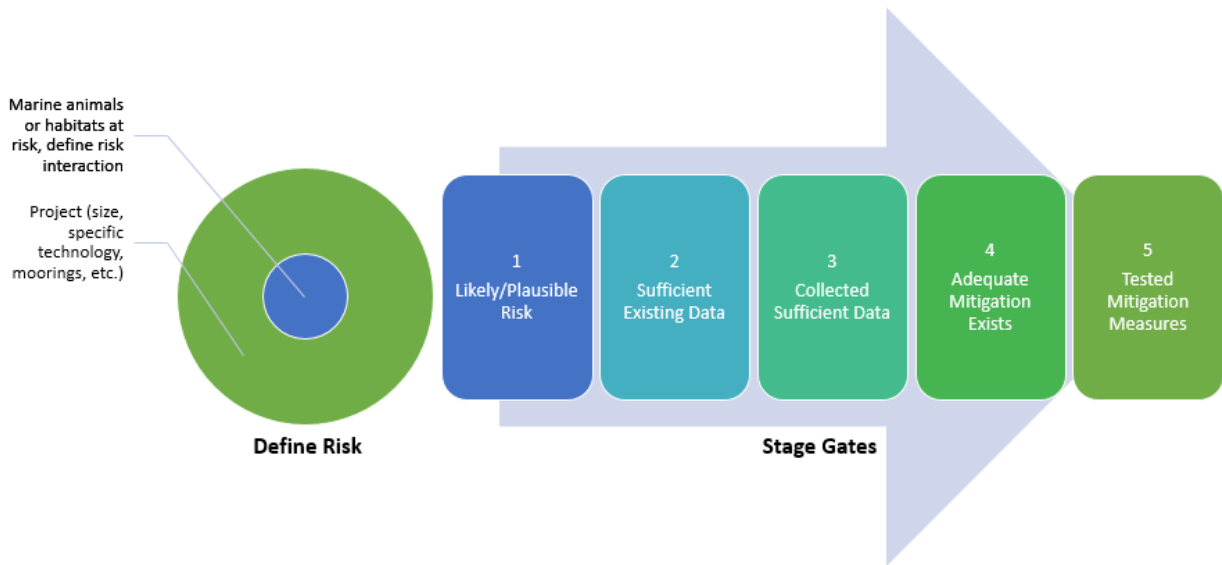 Marine animals
or habitats at
risk, define risk
interaction
Project (size,
specific
technology,
moorings, etc.)
Define Risk
1
Likely/Plausible
Risk
2
Sufficient
Existing Data
3
Collected
Sufficient Data
4
Adequate
Mitigation
Exists
5
Tested
Mitigation
Measures
Stage Gates